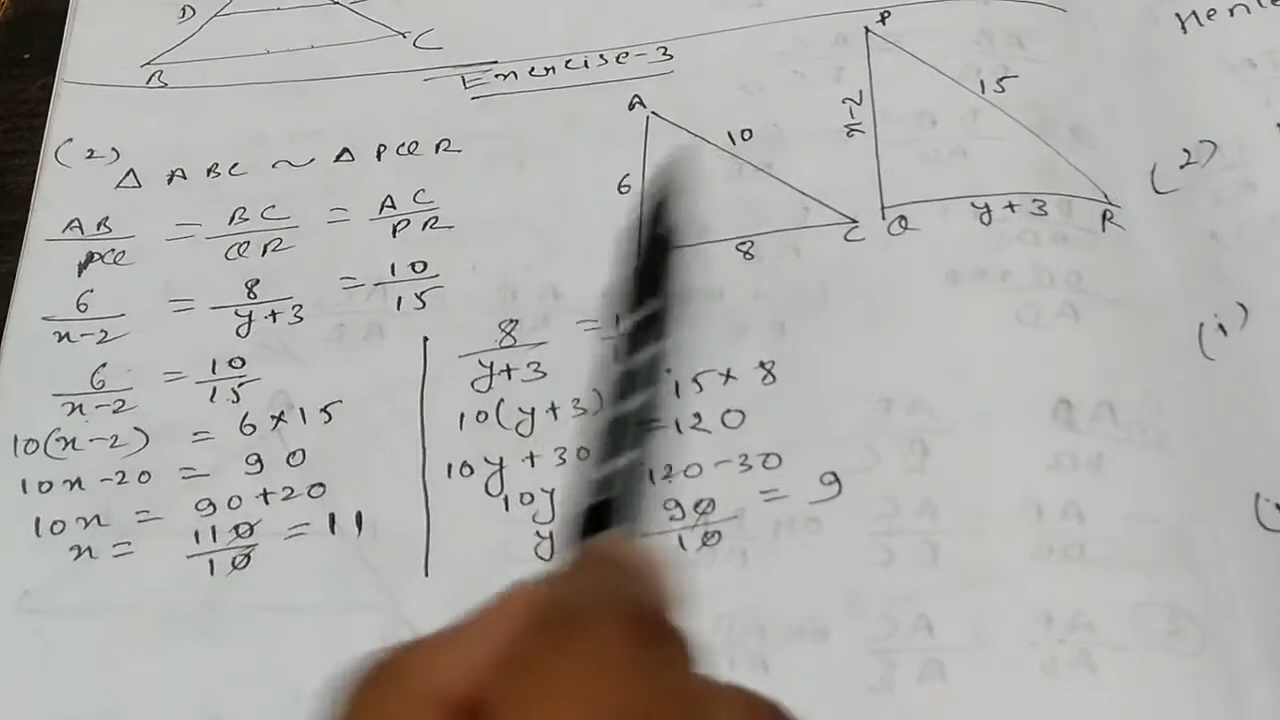 D
B
C
Exercise-3
Hence
(2)
Δ ABC ~ Δ PQR
AB/PQ = BC/QR = AC/PR
6/x-2 = 8/y+3 = 10/15
6/x-2 = 10/15
10(x-2) = 6×15
10x-20 = 90
10x = 90+20
x = 110/10 = 11
8/y+3 =
10(y+3) 15×8
10y+30 =120
10y 120-30
y 90/10 = 9
A
6
10
8
C
P
x-2
15
Q
y+3
R
(2)
(i)